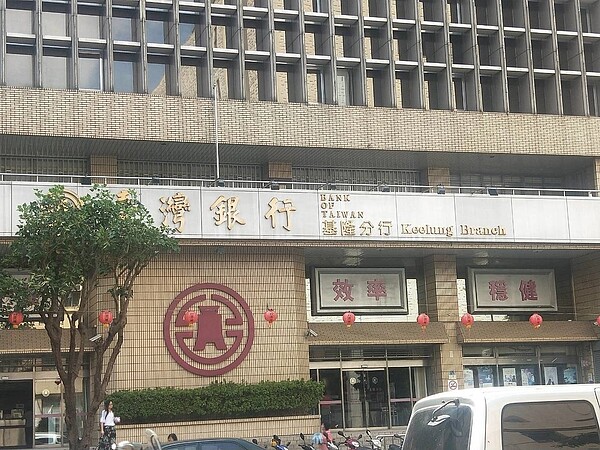 灣銀行
BANK
OF
TAIWAN
基隆分行 Keelung Branch
效率
穩健